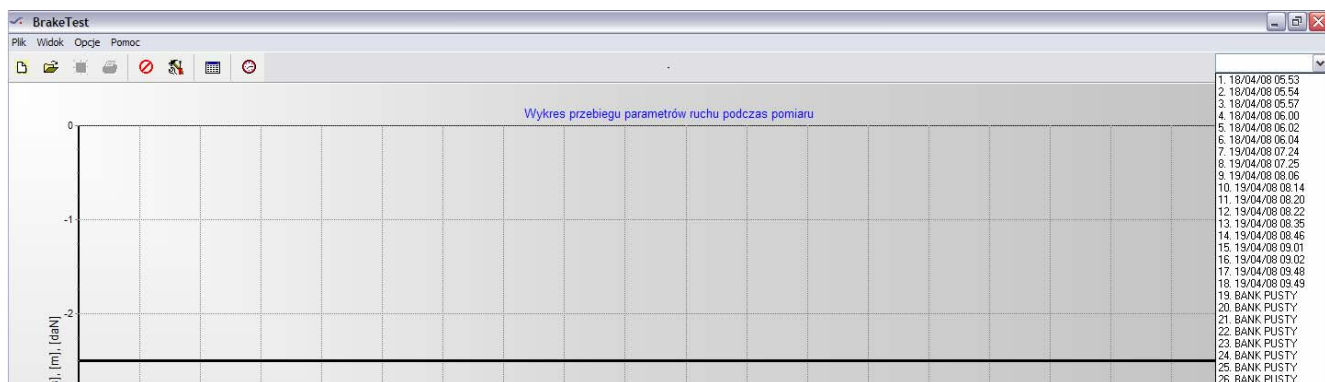 BrakeTest
Plik Widok Opcje Pomoc
Wykres przebiegu parametrów ruchu podczas pomiaru
0
-1
-2
[m], [daN]
1. 18/04/08 05.53
2. 18/04/08 05.54
3. 18/04/08 05.57
4. 18/04/08 06.00
5. 18/04/08 06.02
6. 18/04/08 06.04
7. 19/04/08 07.24
8. 19/04/08 07.25
9. 19/04/08 08.06
10. 19/04/08 08.14
11. 19/04/08 08.20
12. 19/04/08 08.22
13. 19/04/08 08.35
14. 19/04/08 08.46
15. 19/04/08 09.01
16. 19/04/08 09.02
17. 19/04/08 09.48
18. 19/04/08 09.49
19. BANK PUSTY
20. BANK PUSTY
21. BANK PUSTY
22. BANK PUSTY
23. BANK PUSTY
24. BANK PUSTY
25. BANK PUSTY
26. BANK PUSTY